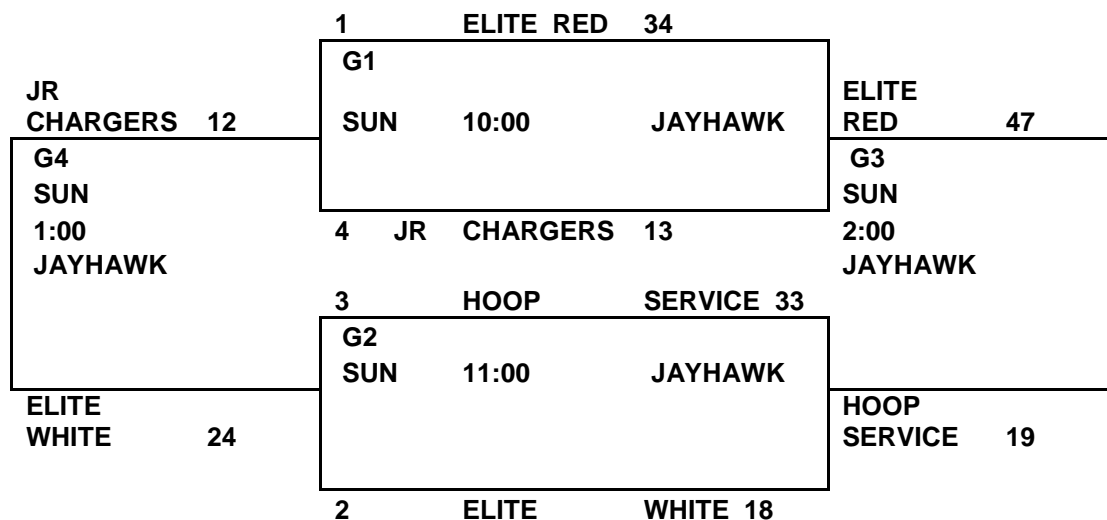 1 ELITE RED 34
G1
JR
CHARGERS 12
SUN 10:00 JAYHAWK
ELITE
RED 47
G4
SUN
1:00
JAYHAWK
G3
SUN
2:00
JAYHAWK
4 JR CHARGERS 13
3 HOOP SERVICE 33
G2
SUN 11:00 JAYHAWK
ELITE
WHITE 24
HOOP
SERVICE 19
2 ELITE WHITE 18